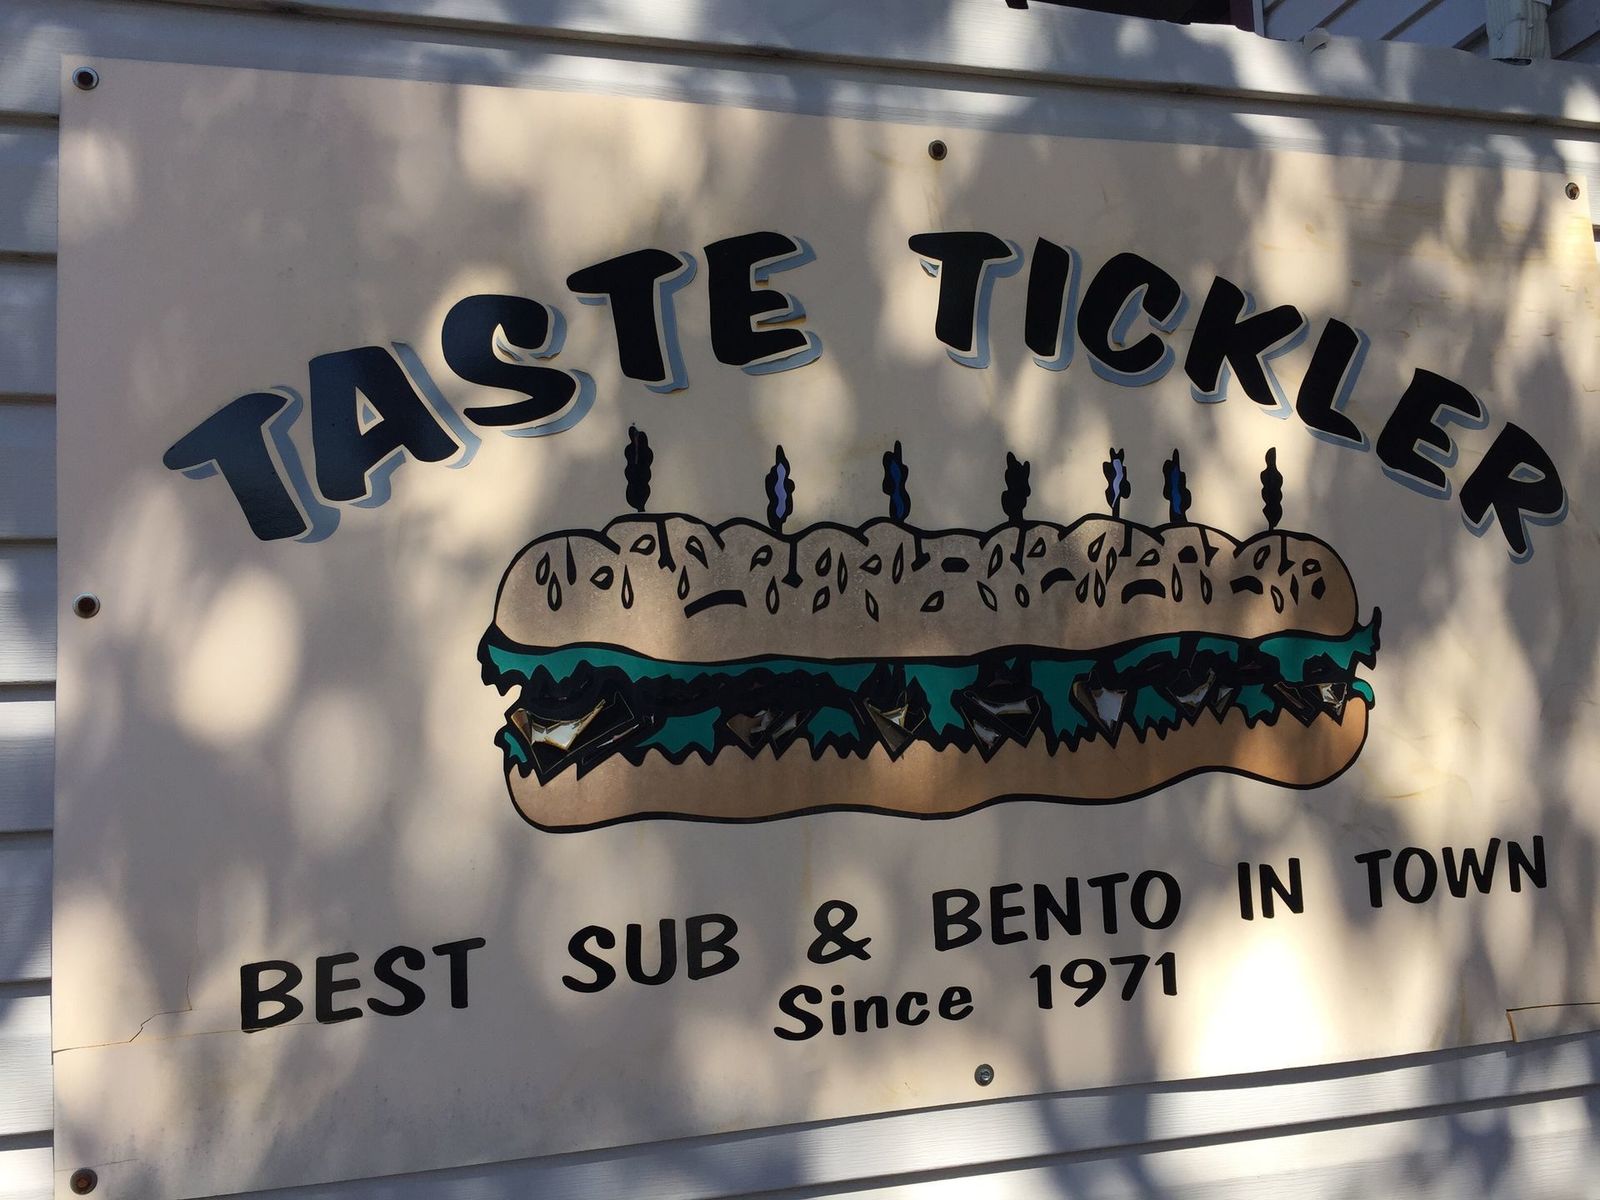 TASTE TICKLER
BEST SUB & BENTO IN TOWN
Since 1971